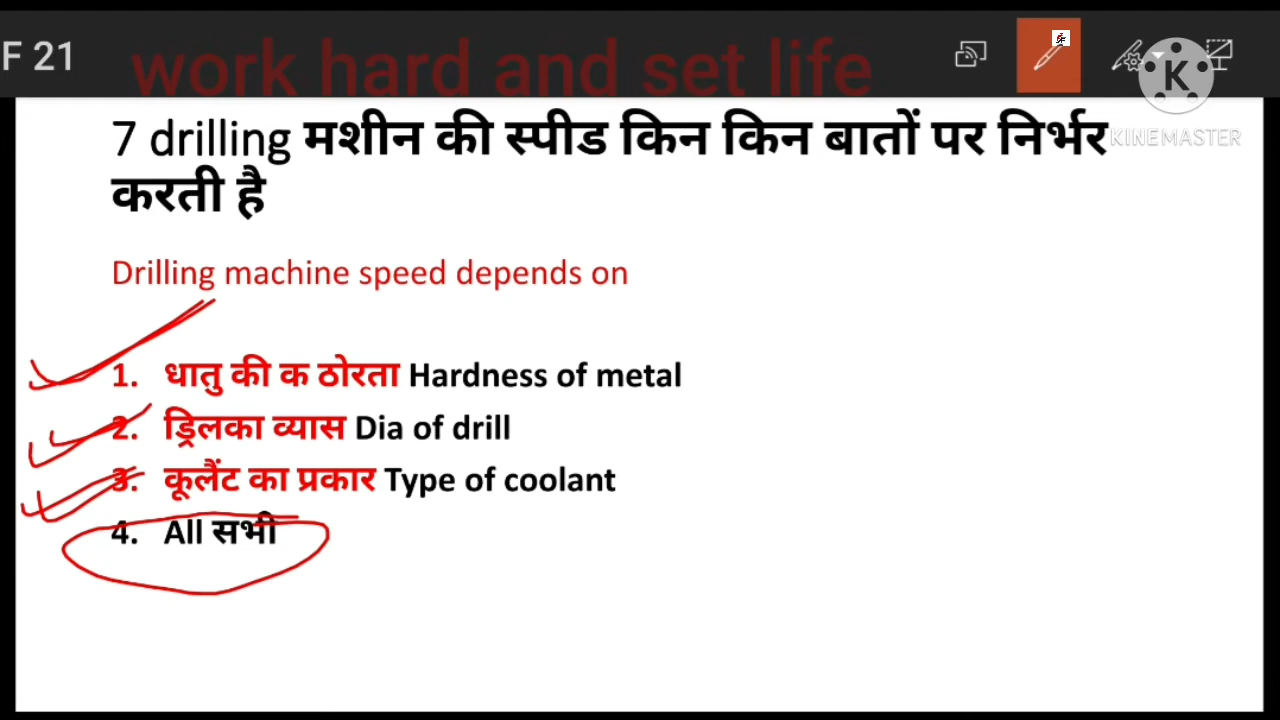 F 21 work hard and set life
KINEMASTER
7 drilling मशीन की स्पीड किन किन बातों पर निर्भर
करती है
Drilling machine speed depends on
1. धातु की क ठोरता Hardness of metal
2. ड्रिलका व्यास Dia of drill
3. कूलैंट का प्रकार Type of coolant
4. All सभी